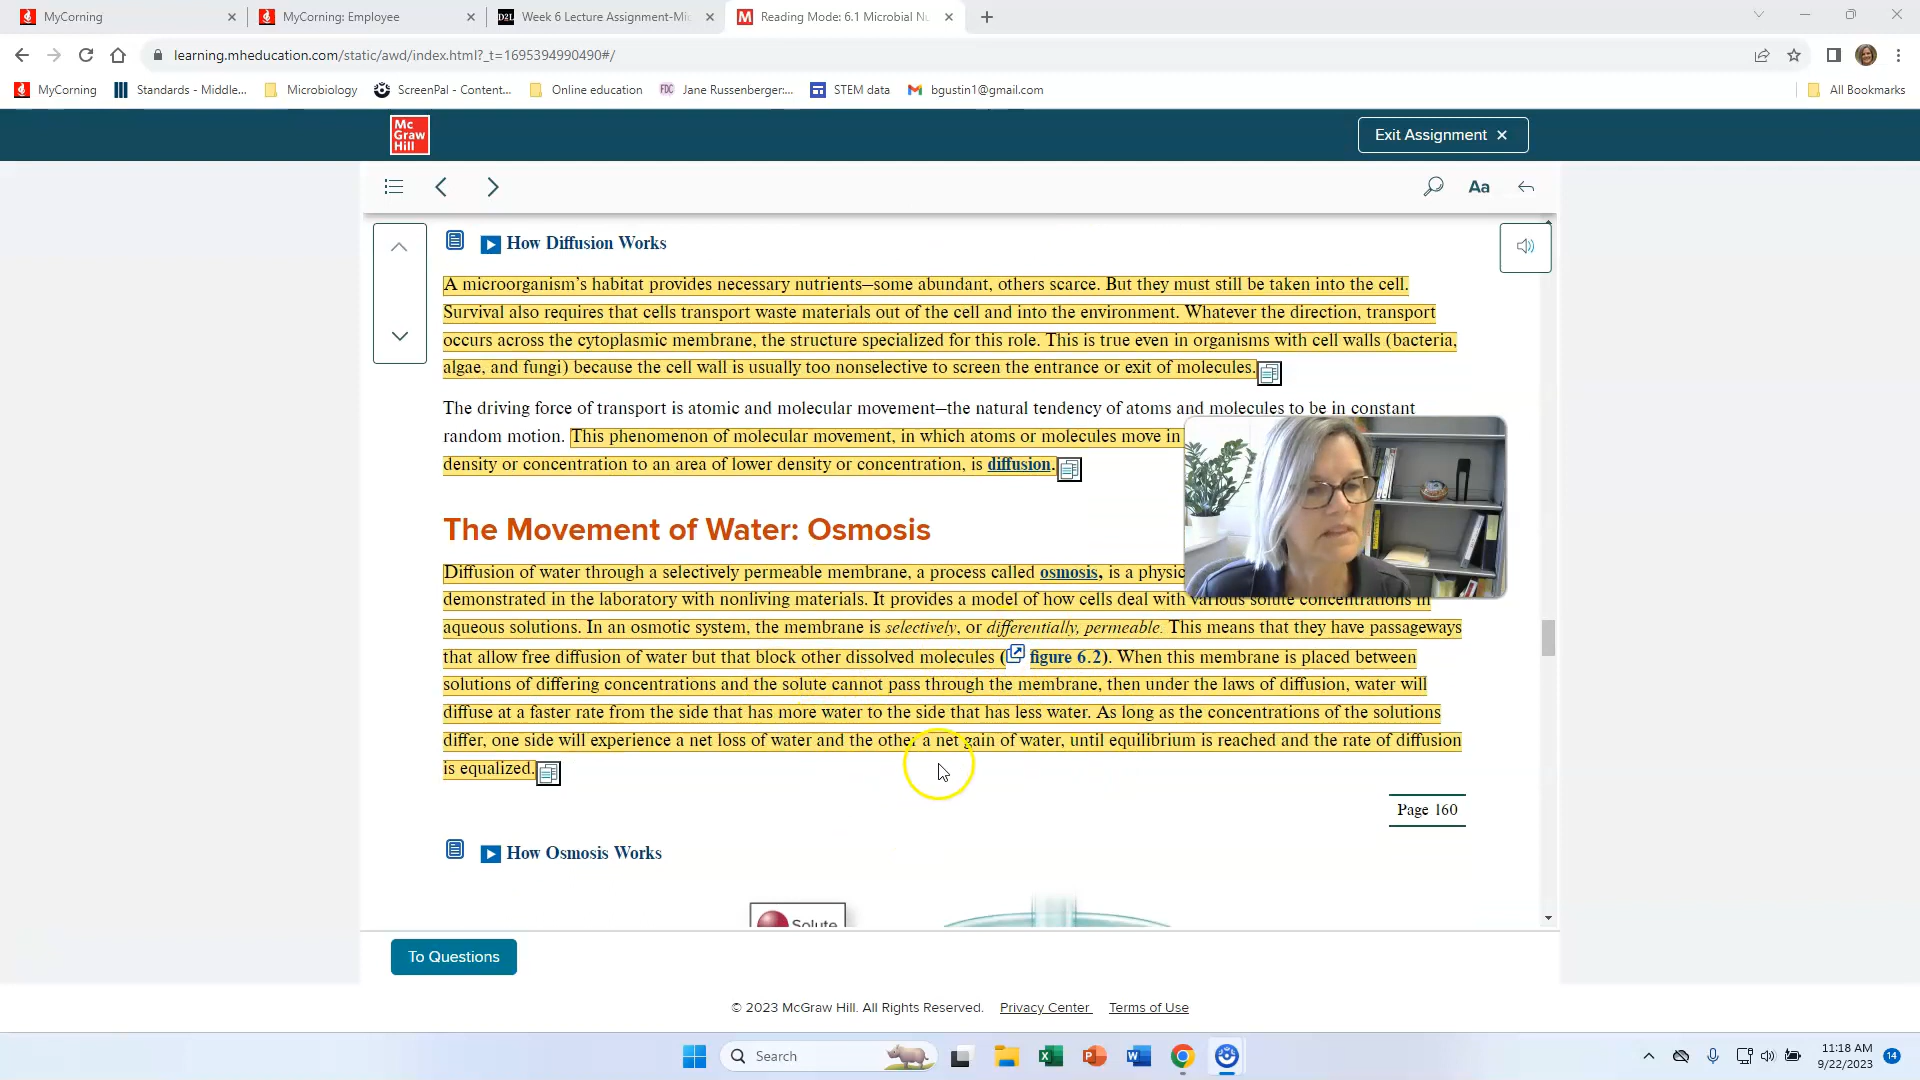 MyCorning
MyCorning: Employee
D2L
Week 6 Lecture Assignment-Mi
M
Reading Mode: 6.1 Microbial Nu
learning.mheducation.com/static/awd/index.html?_t=1695394990490#/
MyCorning
Standards - Middle...
Microbiology
ScreenPal - Content...
Online education
FDC
Jane Russenberger:...
STEM data
bgustin1@gmail.com
All Bookmarks
Mc
Graw
Hill
Exit Assignment
Aa
How Diffusion Works
A microorganism’s habitat provides necessary nutrients—some abundant, others scarce. But they must still be taken into the cell.
Survival also requires that cells transport waste materials out of the cell and into the environment. Whatever the direction, transport
occurs across the cytoplasmic membrane, the structure specialized for this role. This is true even in organisms with cell walls (bacteria,
algae, and fungi) because the cell wall is usually too nonselective to screen the entrance or exit of molecules.
The driving force of transport is atomic and molecular movement—the natural tendency of atoms and molecules to be in constant
random motion. This phenomenon of molecular movement, in which atoms or molecules move in
density or concentration to an area of lower density or concentration, is diffusion.
The Movement of Water: Osmosis
Diffusion of water through a selectively permeable membrane, a process called osmosis, is a physic
demonstrated in the laboratory with nonliving materials. It provides a model of how cells deal with various solute concentrations in
aqueous solutions. In an osmotic system, the membrane is selectively, or differentially, permeable. This means that they have passageways
that allow free diffusion of water but that block other dissolved molecules ( figure 6.2). When this membrane is placed between
solutions of differing concentrations and the solute cannot pass through the membrane, then under the laws of diffusion, water will
diffuse at a faster rate from the side that has more water to the side that has less water. As long as the concentrations of the solutions
differ, one side will experience a net loss of water and the other a net gain of water, until equilibrium is reached and the rate of diffusion
is equalized.
Page 160
How Osmosis Works
Solute
To Questions
© 2023 McGraw Hill. All Rights Reserved. Privacy Center Terms of Use
Search
11:18 AM
9/22/2023
14